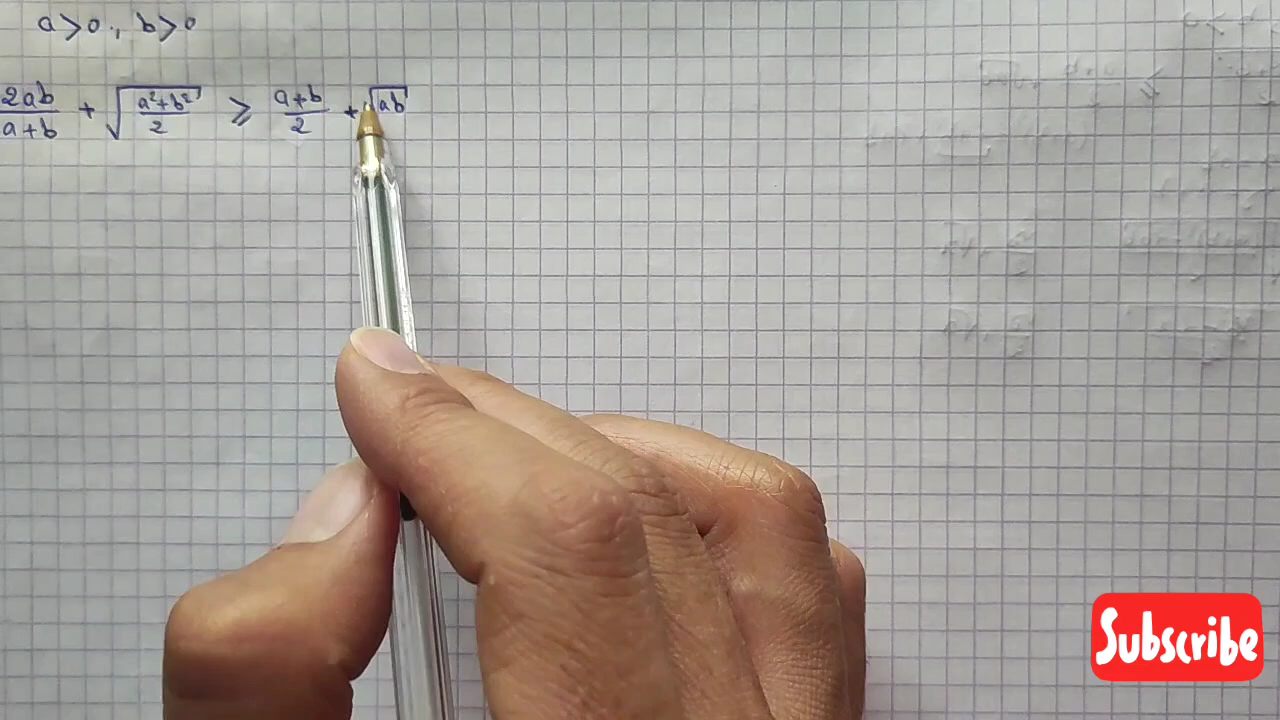 a>0, b>0
2ab/(a+b) + √((a²+b²)/2) ≥ (a+b)/2 + √(ab)
Subscribe